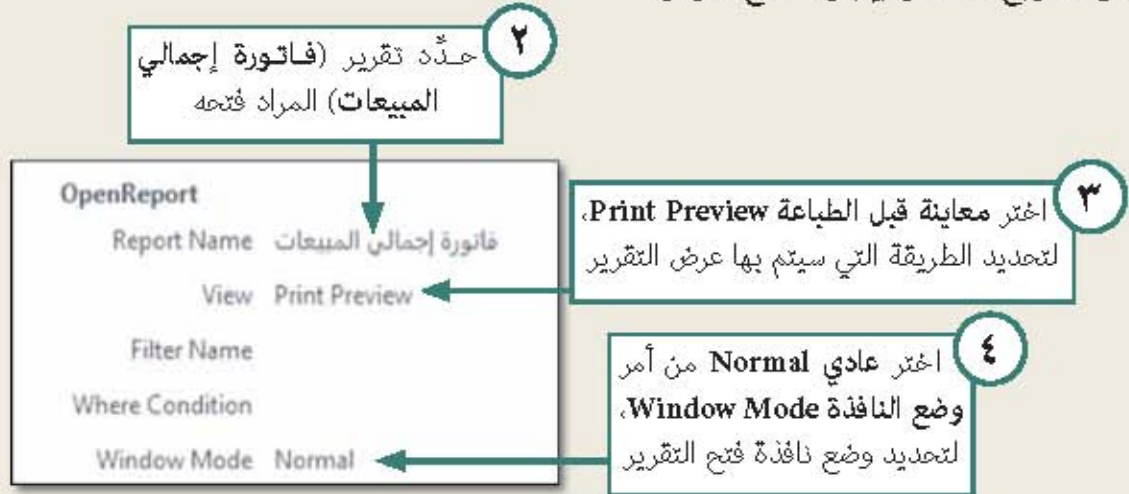 ٢
حدِّد تقرير (فاتورة إجمالي
المبيعات) المراد فتحه
OpenReport
Report Name فاتورة إجمالي المبيعات
View Print Preview
Filter Name
Where Condition
Window Mode Normal
٣
اختر معاينة قبل الطباعة Print Preview،
لتحديد الطريقة التي سيتم بها عرض التقرير
٤
اختر عادي Normal من أمر
وضع النافذة Window Mode،
لتحديد وضع نافذة فتح التقرير